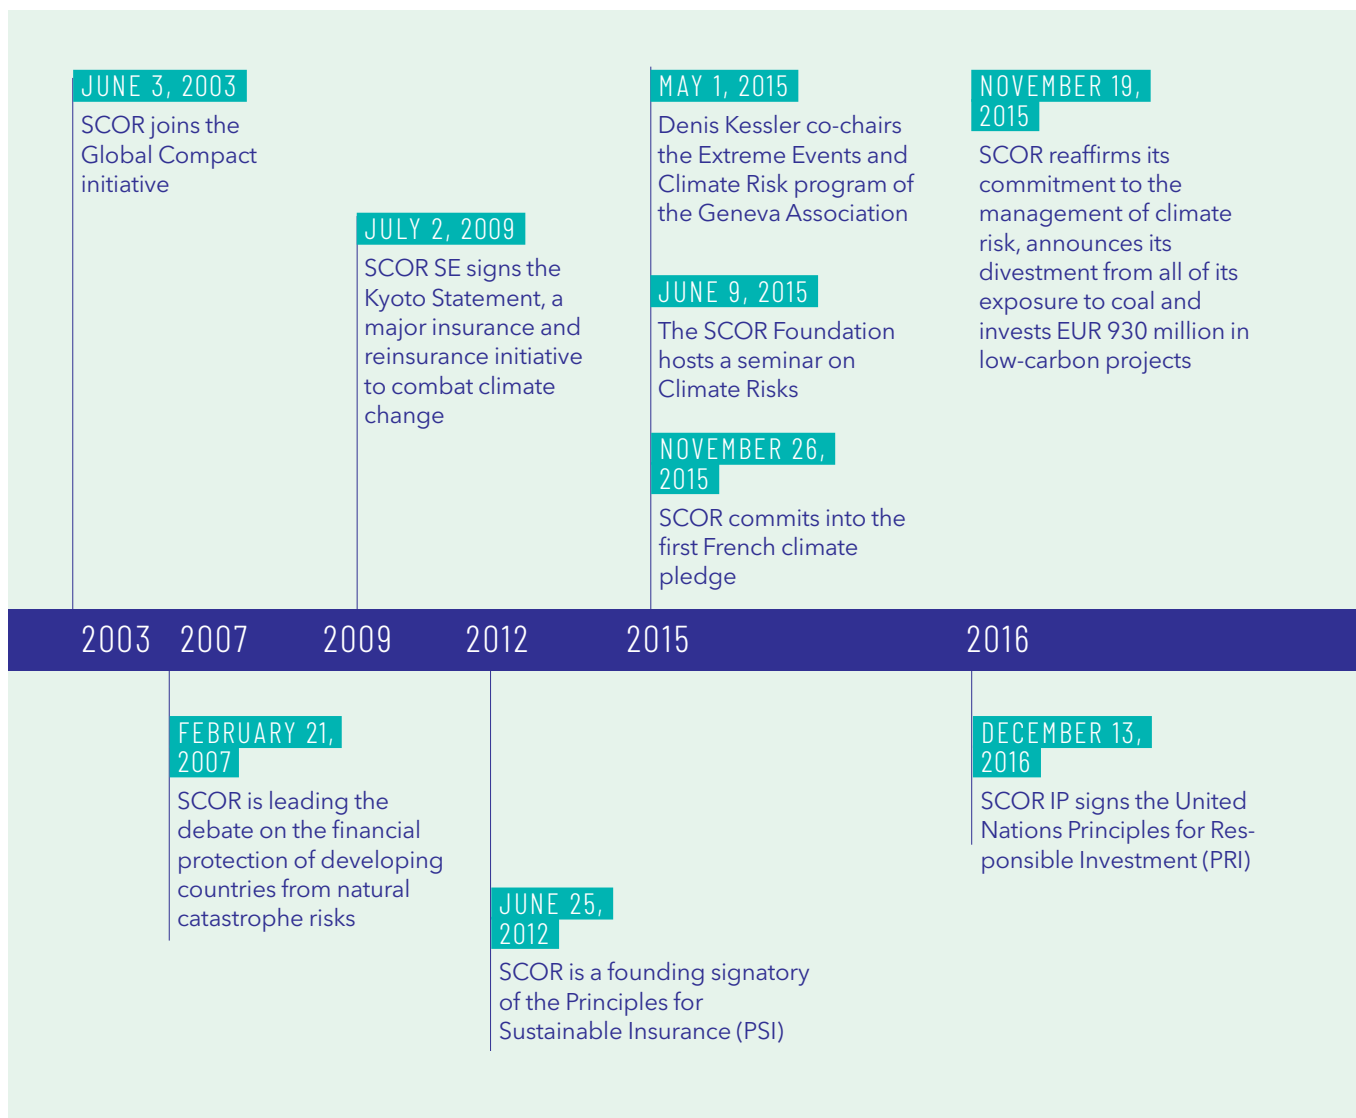 JUNE 3, 2003
SCOR joins the
Global Compact
initiative
JULY 2, 2009
SCOR SE signs the
Kyoto Statement, a
major insurance and
reinsurance initiative
to combat climate
change
MAY 1, 2015
Denis Kessler co-chairs
the Extreme Events and
Climate Risk program of
the Geneva Association
JUNE 9, 2015
The SCOR Foundation
hosts a seminar on
Climate Risks
NOVEMBER 26,
2015
SCOR commits into the
first French climate
pledge
NOVEMBER 19,
2015
SCOR reaffirms its
commitment to the
management of climate
risk, announces its
divestment from all of its
exposure to coal and
invests EUR 930 million in
low-carbon projects
2003 2007 2009 2012 2015 2016
FEBRUARY 21,
2007
SCOR is leading the
debate on the financial
protection of developing
countries from natural
catastrophe risks
JUNE 25,
2012
SCOR is a founding signatory
of the Principles for
Sustainable Insurance (PSI)
DECEMBER 13,
2016
SCOR IP signs the United
Nations Principles for Res-
ponsible Investment (PRI)